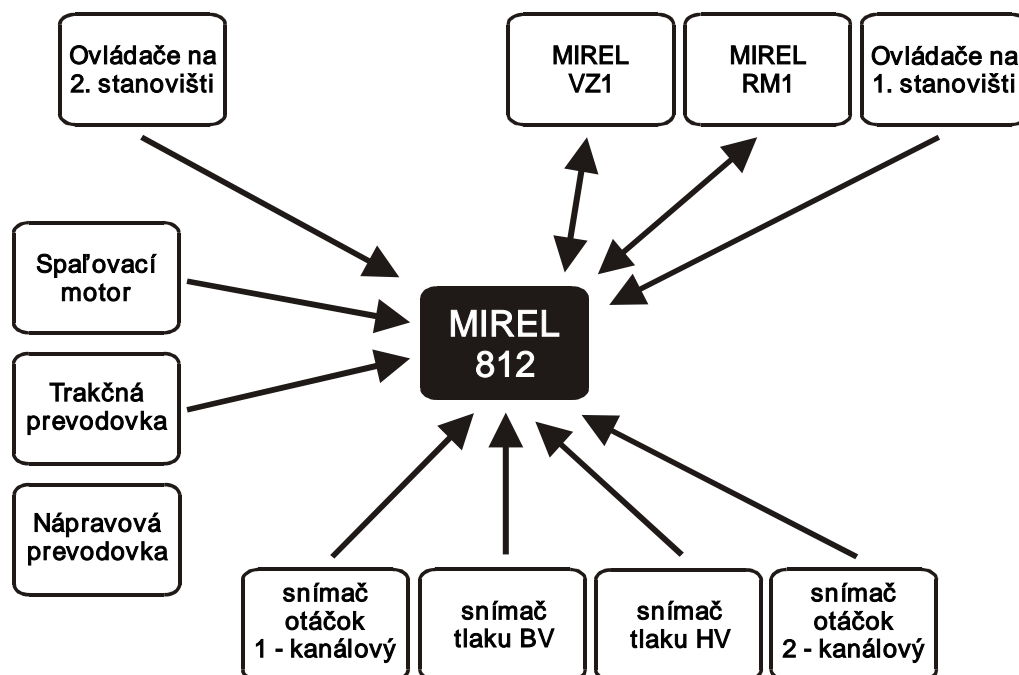 Ovládače na
2. stanovišti
MIREL
VZ1
MIREL
RM1
Ovládače na
1. stanovišti
Spaľovací
motor
MIREL
812
Trakčná
prevodovka
Nápravová
prevodovka
snímač
otáčok
1 - kanálový
snímač
tlaku BV
snímač
tlaku HV
snímač
otáčok
2 - kanálový